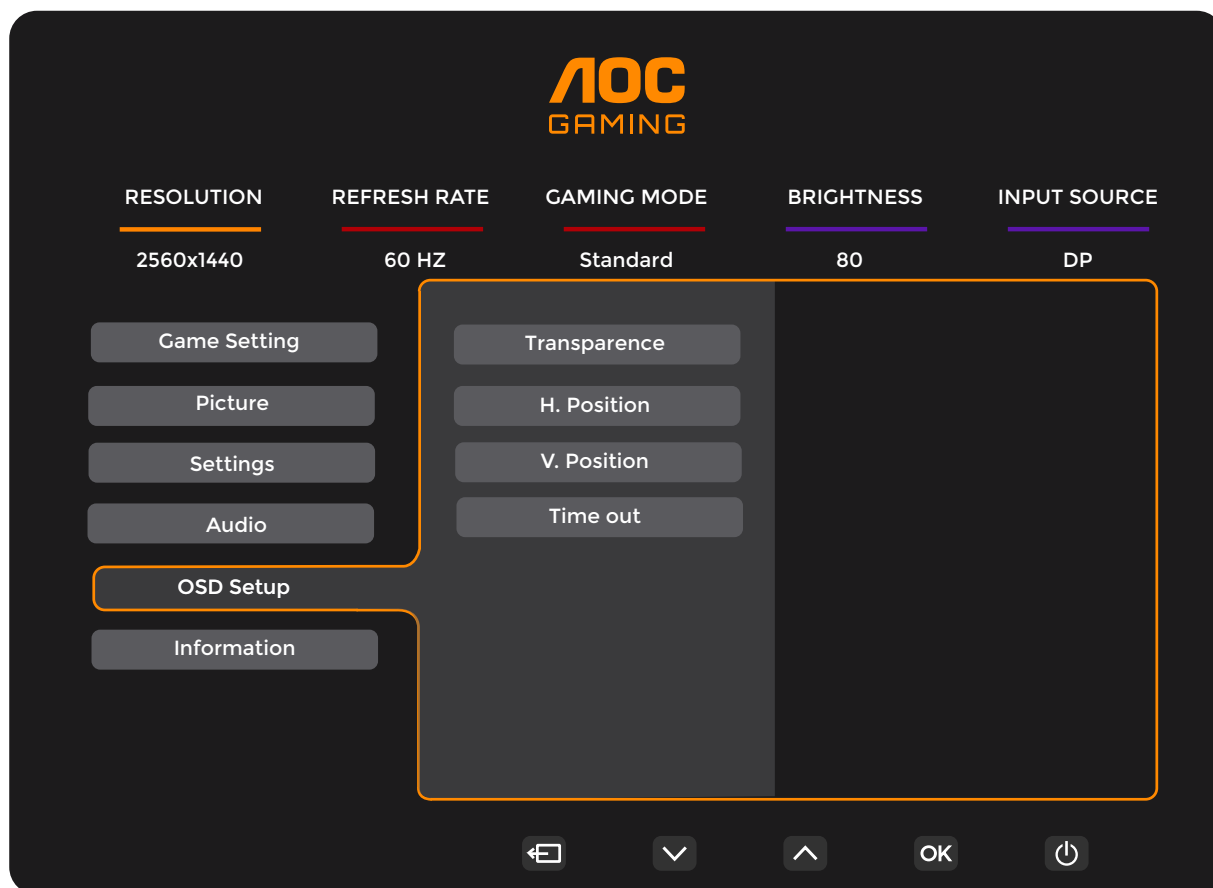 AOC
GAMING
RESOLUTION REFRESH RATE GAMING MODE BRIGHTNESS INPUT SOURCE
2560x1440 60 HZ Standard 80 DP
Game Setting
Transparence
Picture
H. Position
Settings
V. Position
Audio
Time out
OSD Setup
Information
OK